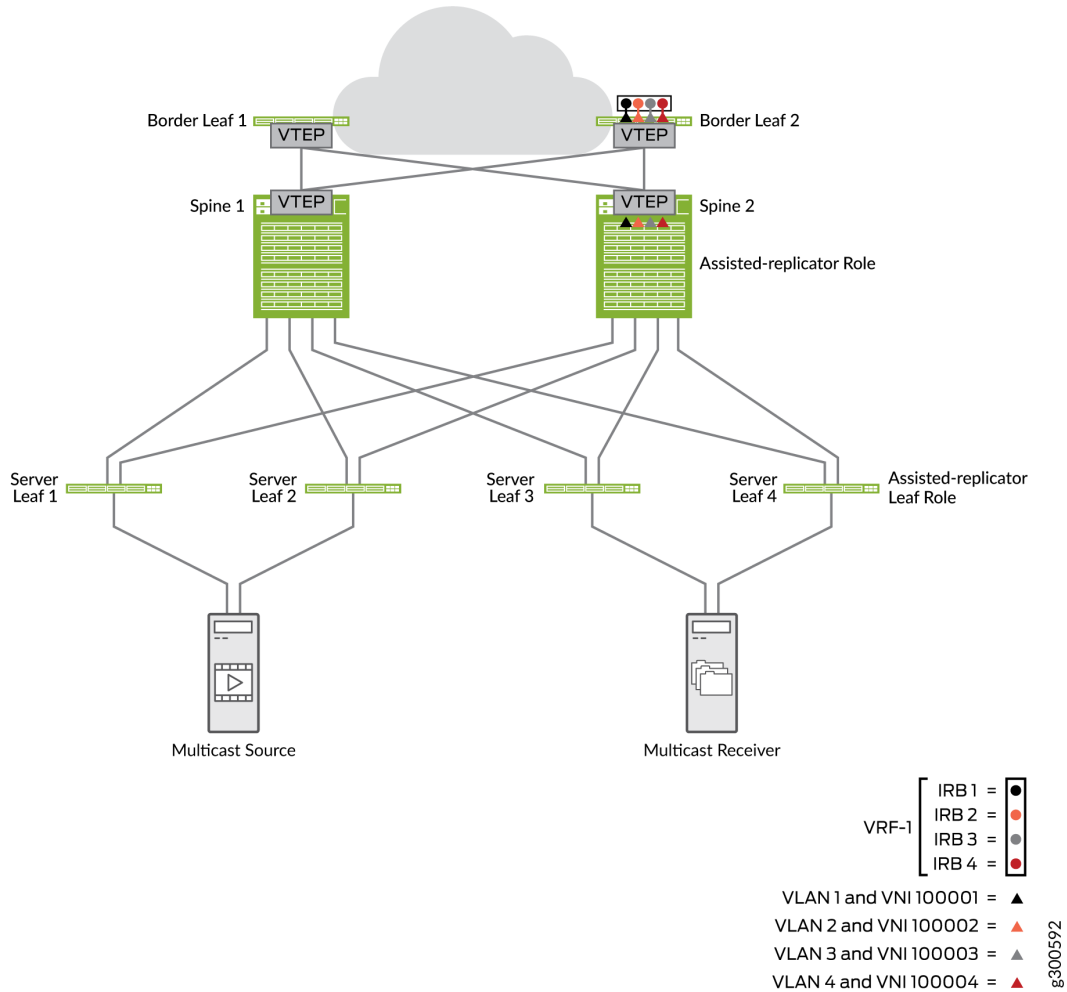 Border Leaf 1
VTEP
VTEP
Border Leaf 2
Spine 1
VTEP
VTEP
Spine 2
Assisted-replicator Role
Server
Leaf 1
Server
Leaf 2
Server
Leaf 3
Server
Leaf 4
Assisted-replicator
Leaf Role
Multicast Source
Multicast Receiver
VRF-1
IRB 1 =
IRB 2 =
IRB 3 =
IRB 4 =
VLAN 1 and VNI 100001 =
VLAN 2 and VNI 100002 =
VLAN 3 and VNI 100003 =
VLAN 4 and VNI 100004 =
g300592